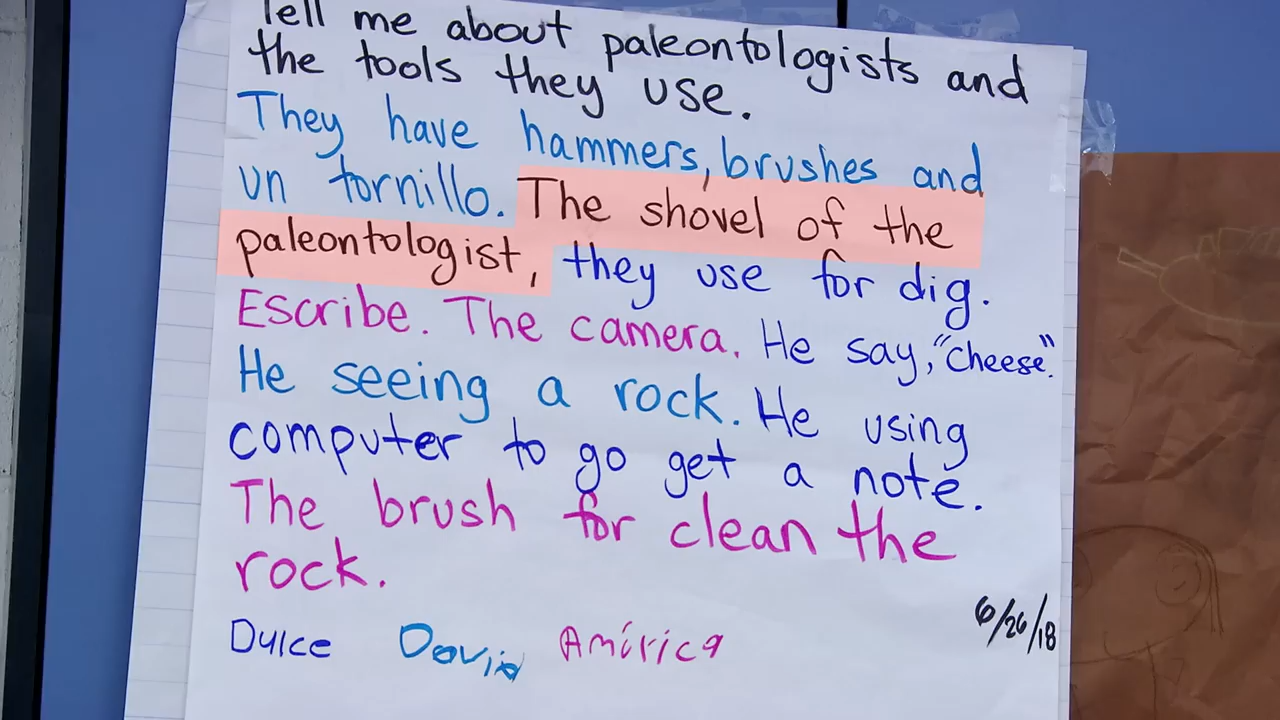 Tell me about paleontologists and
the tools they use.
They have hammers, brushes and
un tornillo. The shovel of the
paleontologist, they use for dig.
Escribe. The camera. He say, "Cheese".
He seeing a rock. He using
computer to go get a note.
The brush for clean the
rock.
6/26/18
Dulce David Amírica